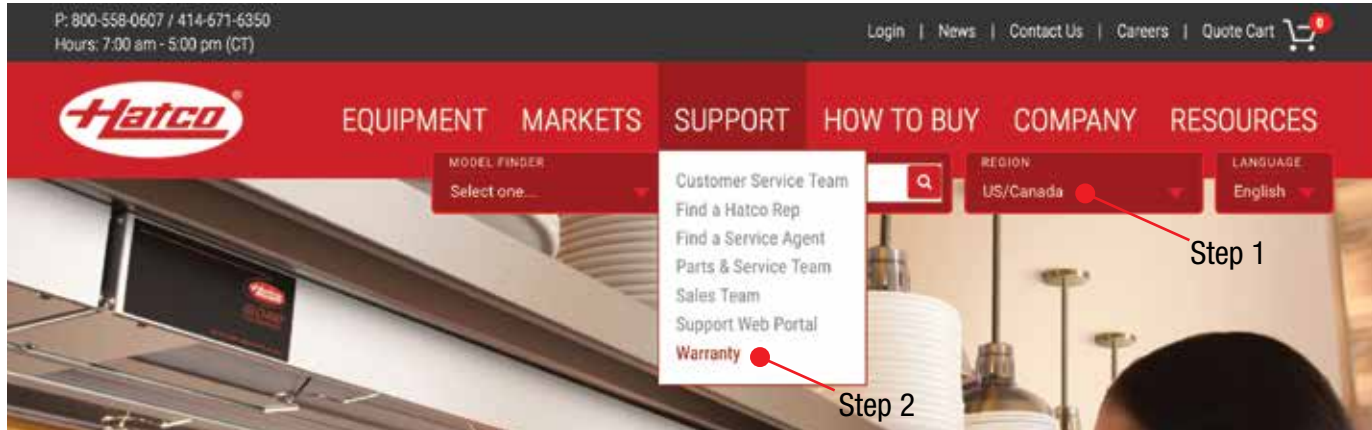 P: 800-558-0607 / 414-671-6350
Hours: 7:00 am - 5:00 pm (CT)
Login | News | Contact Us | Careers | Quote Cart 0
Hatco®
EQUIPMENT MARKETS SUPPORT HOW TO BUY COMPANY RESOURCES
MODEL FINDER
Select one...
REGION
US/Canada
LANGUAGE
English
Customer Service Team
Find a Hatco Rep
Find a Service Agent
Parts & Service Team
Sales Team
Support Web Portal
Warranty
Step 1
Step 2